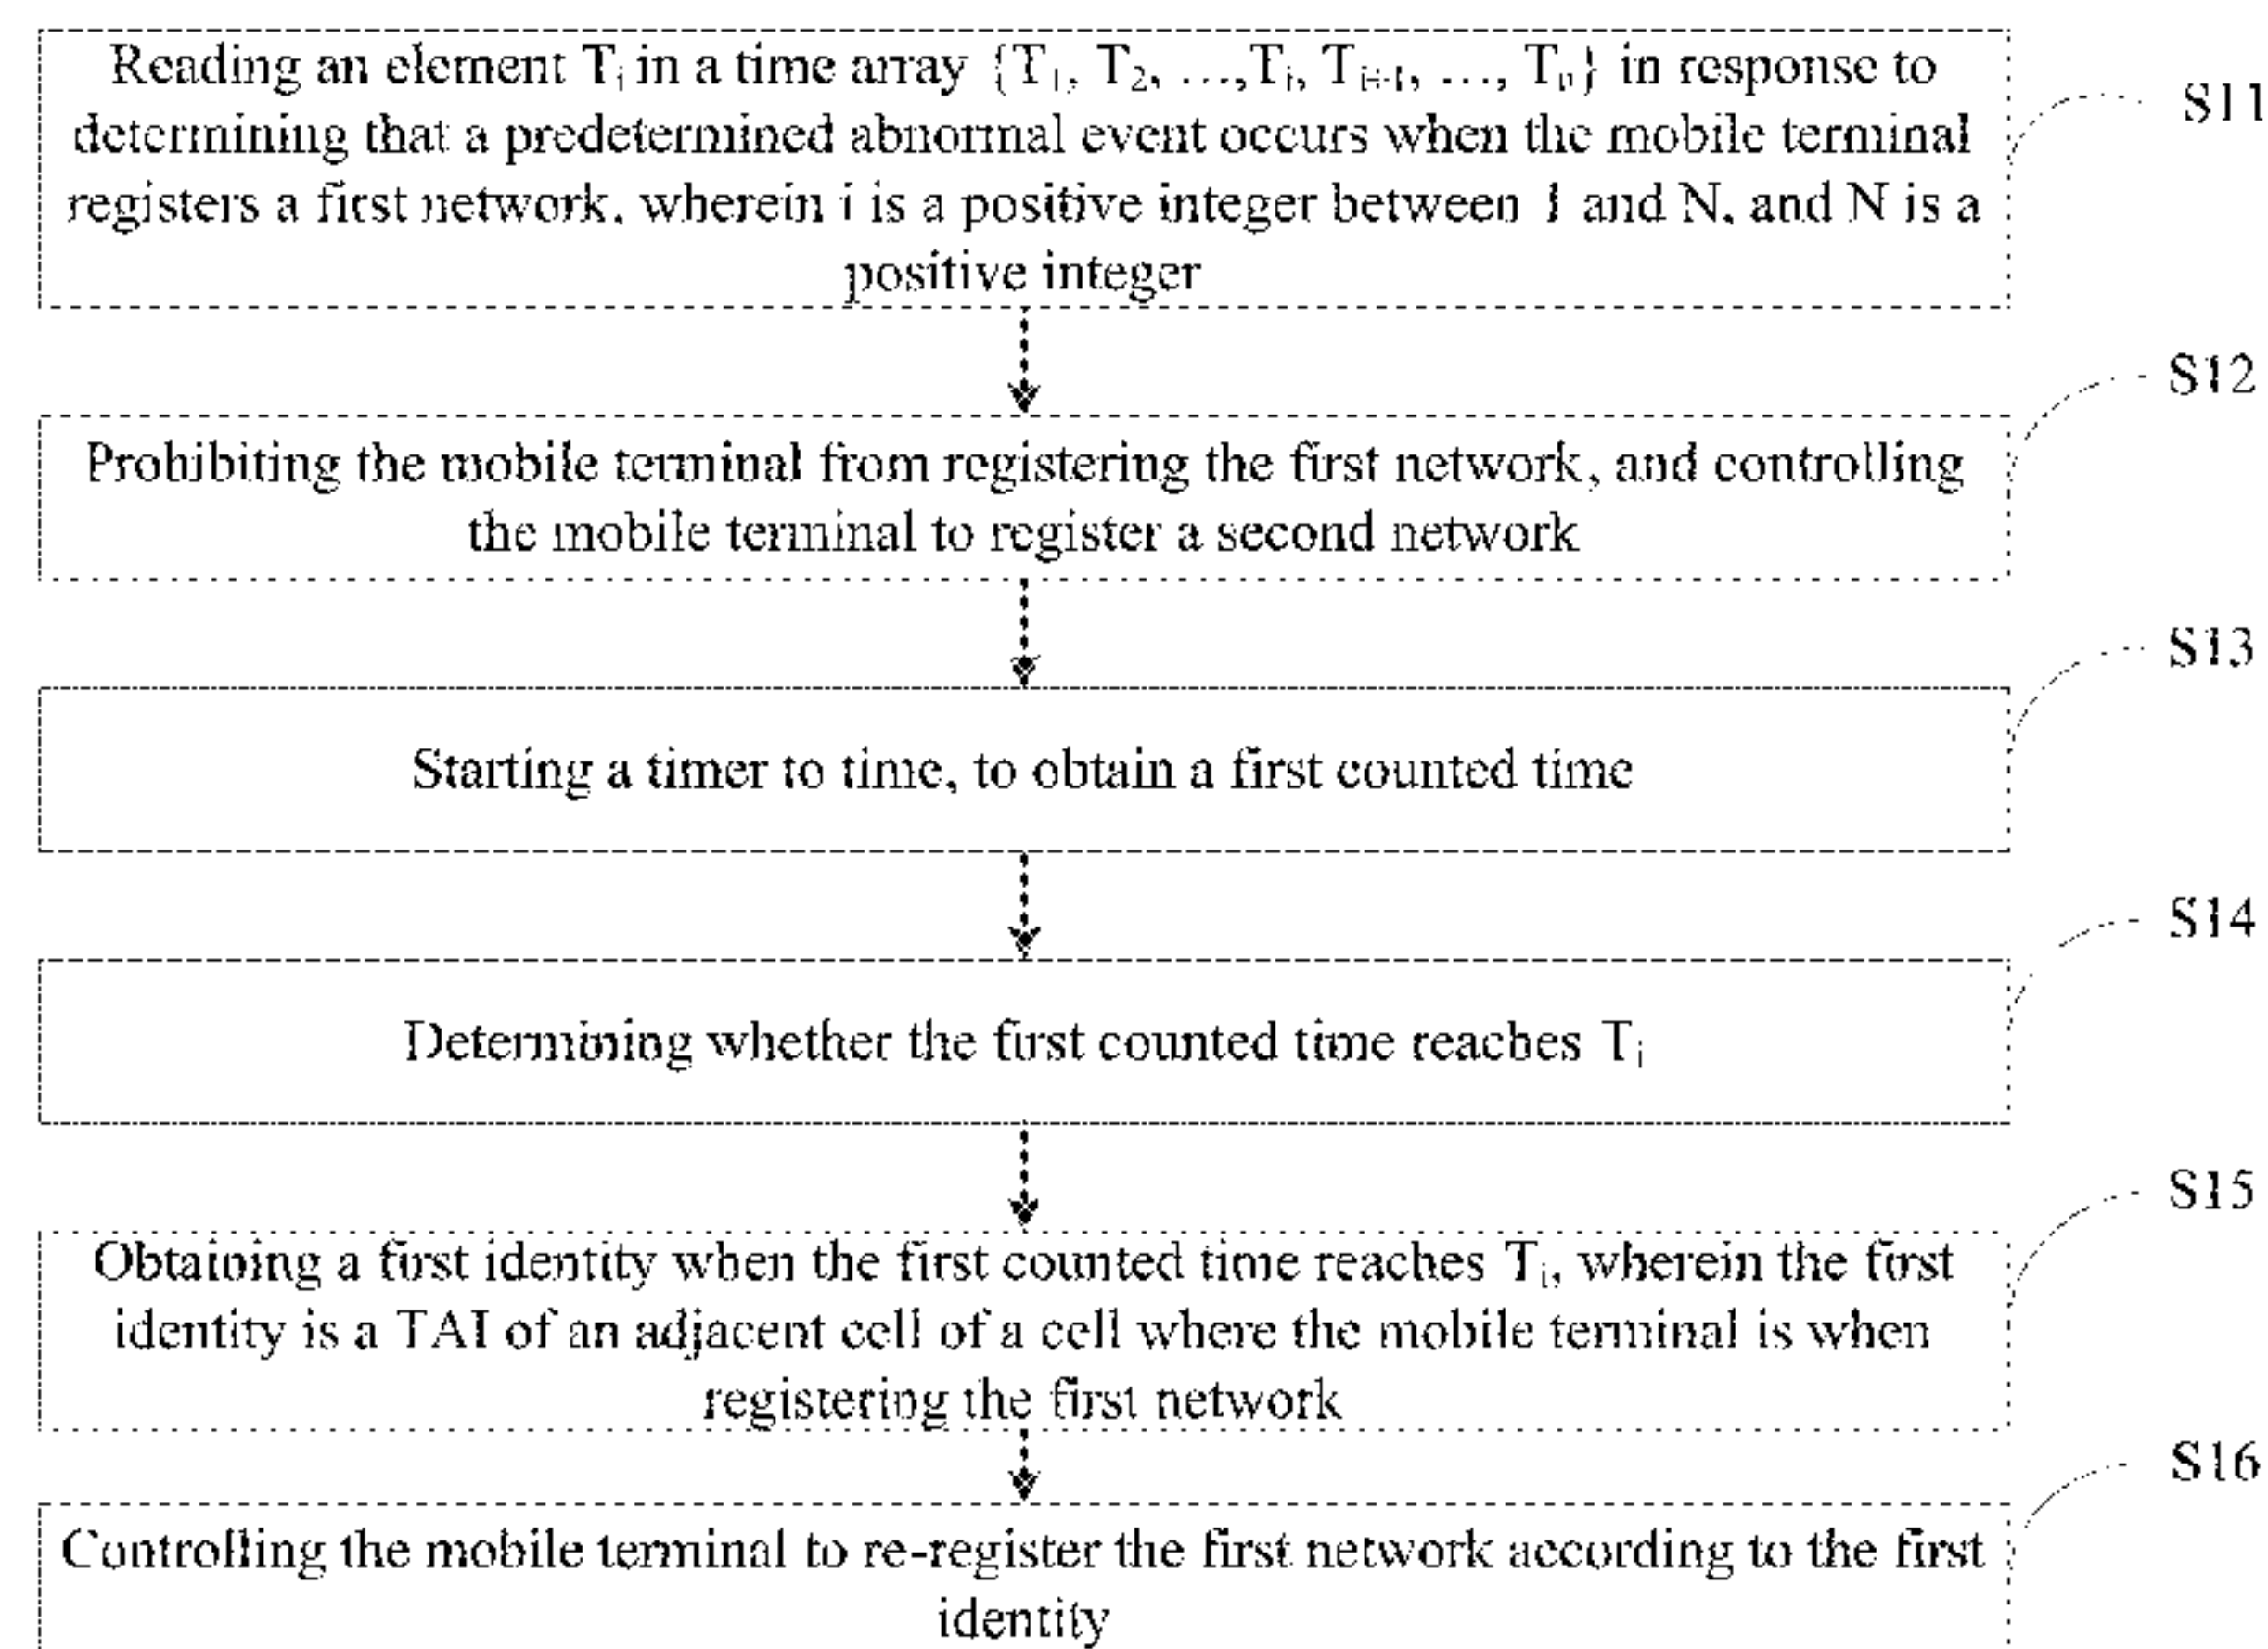 Reading an element Ti in a time array {T1, T2, …,Ti, Ti+1, …, Tn} in response to
determining that a predetermined abnormal event occurs when the mobile terminal
registers a first network, wherein i is a positive integer between 1 and N, and N is a
positive integer
S11
Prohibiting the mobile terminal from registering the first network, and controlling
the mobile terminal to register a second network
S12
Starting a timer to time, to obtain a first counted time
S13
Determining whether the first counted time reaches Ti
S14
Obtaining a first identity when the first counted time reaches Ti, wherein the first
identity is a TAI of an adjacent cell of a cell where the mobile terminal is when
registering the first network
S15
Controlling the mobile terminal to re-register the first network according to the first
identity
S16